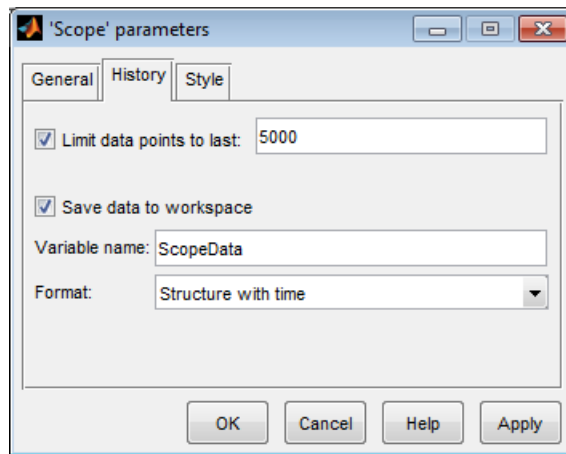 'Scope' parameters
General History Style
Limit data points to last: 5000
Save data to workspace
Variable name: ScopeData
Format: Structure with time
OK Cancel Help Apply